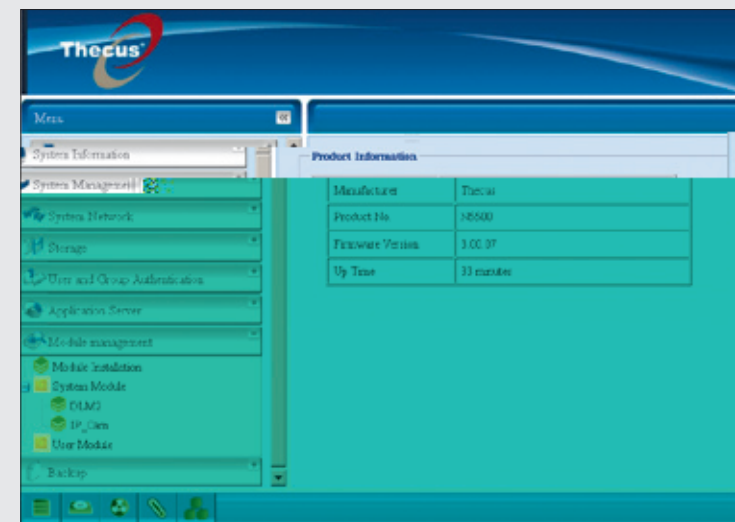 Thecus
Menu
System Information
Product Information
System Management
Manufacturer Thecus
System Network
Product No. N5500
Storage
Firmware Version 3.00.07
User and Group Authentication
Up Time 33 minutes
Application Server
Module management
Module Installation
System Module
DLM2
IP_Cam
User Module
Backup